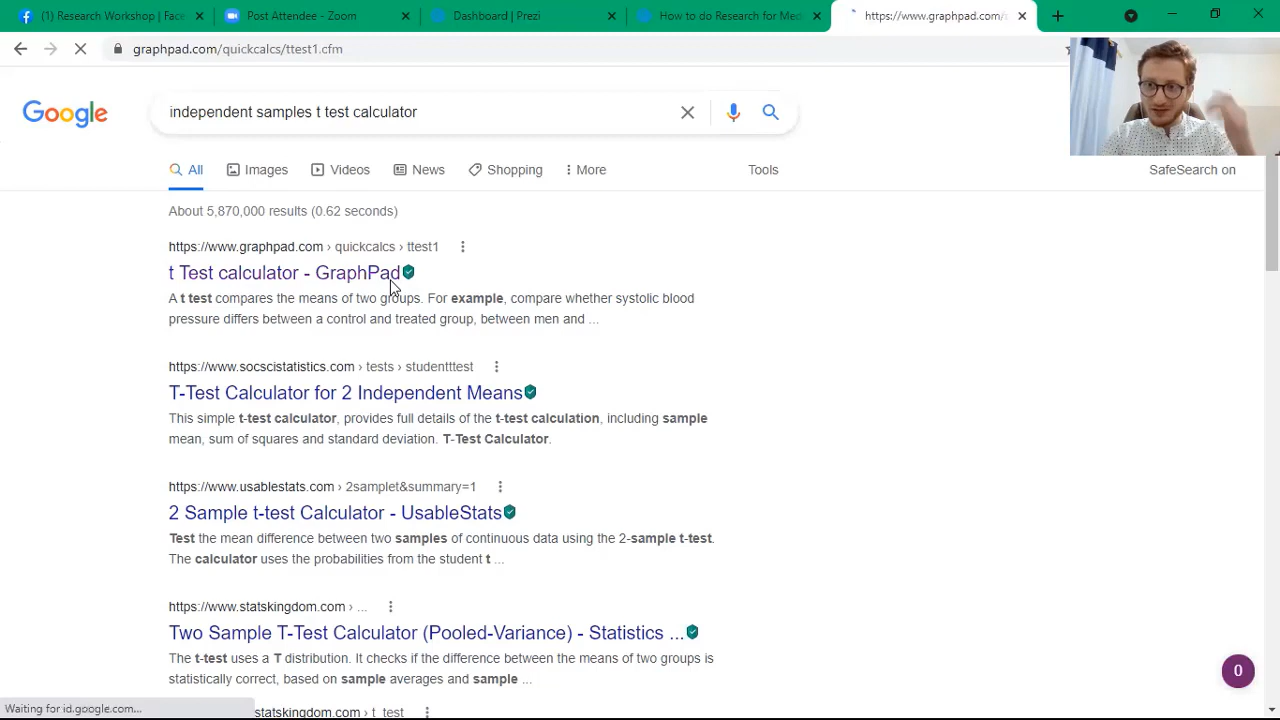 (1) Research Workshop | Fac
Post Attendee - Zoom
Dashboard | Prezi
How to do Research for Med
https://www.graphpad.com/
graphpad.com/quickcalcs/ttest1.cfm
Google
independent samples t test calculator
All
Images
Videos
News
Shopping
More
Tools
SafeSearch on
About 5,870,000 results (0.62 seconds)
https://www.graphpad.com › quickcalcs › ttest1
t Test calculator - GraphPad
A t test compares the means of two groups. For example, compare whether systolic blood
pressure differs between a control and treated group, between men and ...
https://www.socscistatistics.com › tests › studentttest
T-Test Calculator for 2 Independent Means
This simple t-test calculator, provides full details of the t-test calculation, including sample
mean, sum of squares and standard deviation. T-Test Calculator.
https://www.usablestats.com › 2samplet&summary=1
2 Sample t-test Calculator - UsableStats
Test the mean difference between two samples of continuous data using the 2-sample t-test.
The calculator uses the probabilities from the student t ...
https://www.statskingdom.com › ...
Two Sample T-Test Calculator (Pooled-Variance) - Statistics ...
The t-test uses a T distribution. It checks if the difference between the means of two groups is
statistically correct, based on sample averages and sample ...
0
Waiting for id.google.com...
statskingdom.com › t_test